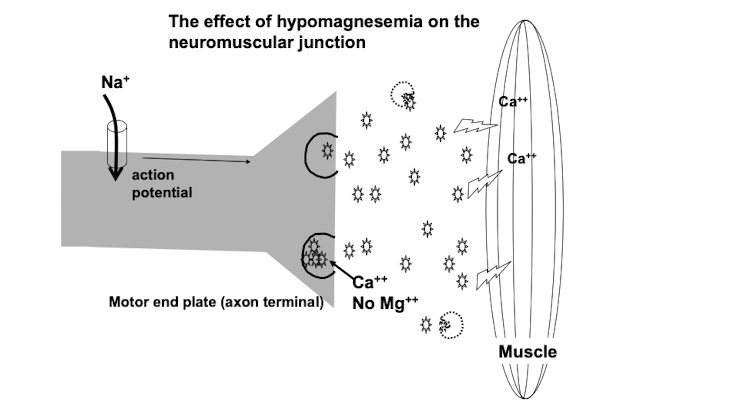 The effect of hypomagnesemia on the
neuromuscular junction
Na⁺
Ca⁺⁺
Ca⁺⁺
action
potential
Ca⁺⁺
Motor end plate (axon terminal)
No Mg⁺⁺
Muscle